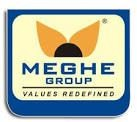 MEGHE
GROUP
VALUES REDEFINED